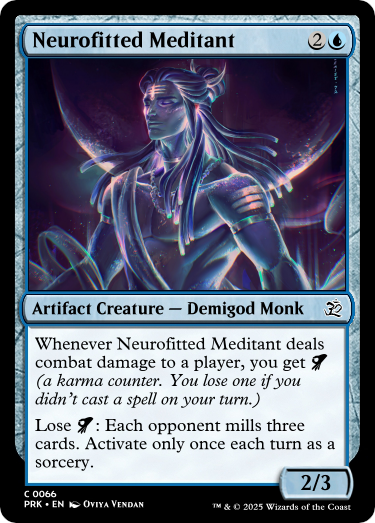 Neurofitted Meditant 2
Artifact Creature — Demigod Monk
Whenever Neurofitted Meditant deals
combat damage to a player, you get
(a karma counter. You lose one if you
didn't cast a spell on your turn.)
Lose : Each opponent mills three
cards. Activate only once each turn as a
sorcery.
2/3
C 0066
PRK • EN OVIYA VENDAN
™ & © 2025 Wizards of the Coast